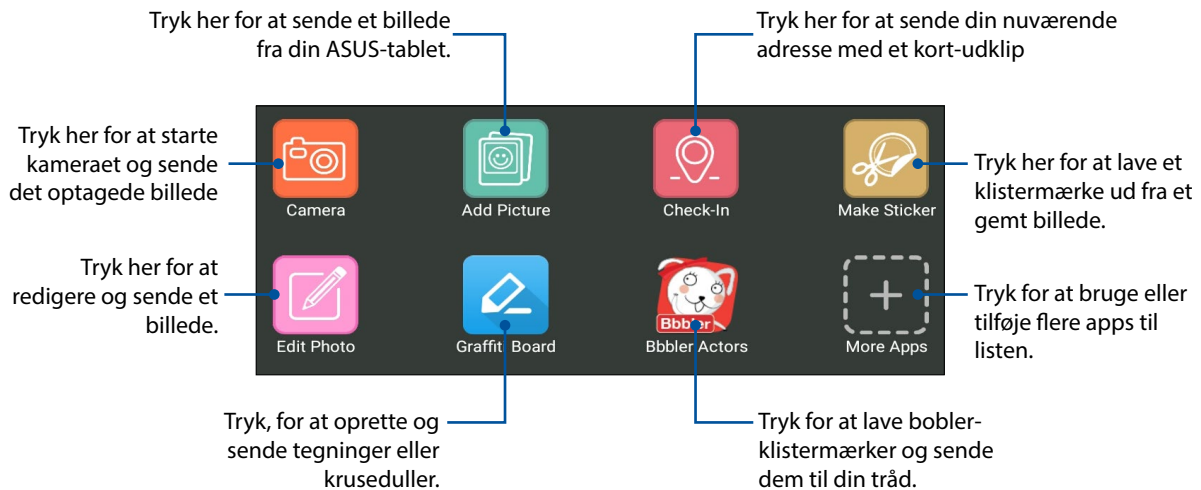 Tryk her for at sende et billede
fra din ASUS-tablet.
Tryk her for at sende din nuværende
adresse med et kort-udklip
Tryk her for at starte
kameraet og sende
det optagede billede
Camera
Add Picture
Check-In
Make Sticker
Tryk her for at lave et
klistermærke ud fra et
gemt billede.
Tryk her for at
redigere og sende et
billede.
Edit Photo
Graffiti Board
Bbbler
Bbbler Actors
More Apps
Tryk for at bruge eller
tilføje flere apps til
listen.
Tryk, for at oprette og
sende tegninger eller
kruseduller.
Tryk for at lave bobler-
klistermærker og sende
dem til din tråd.